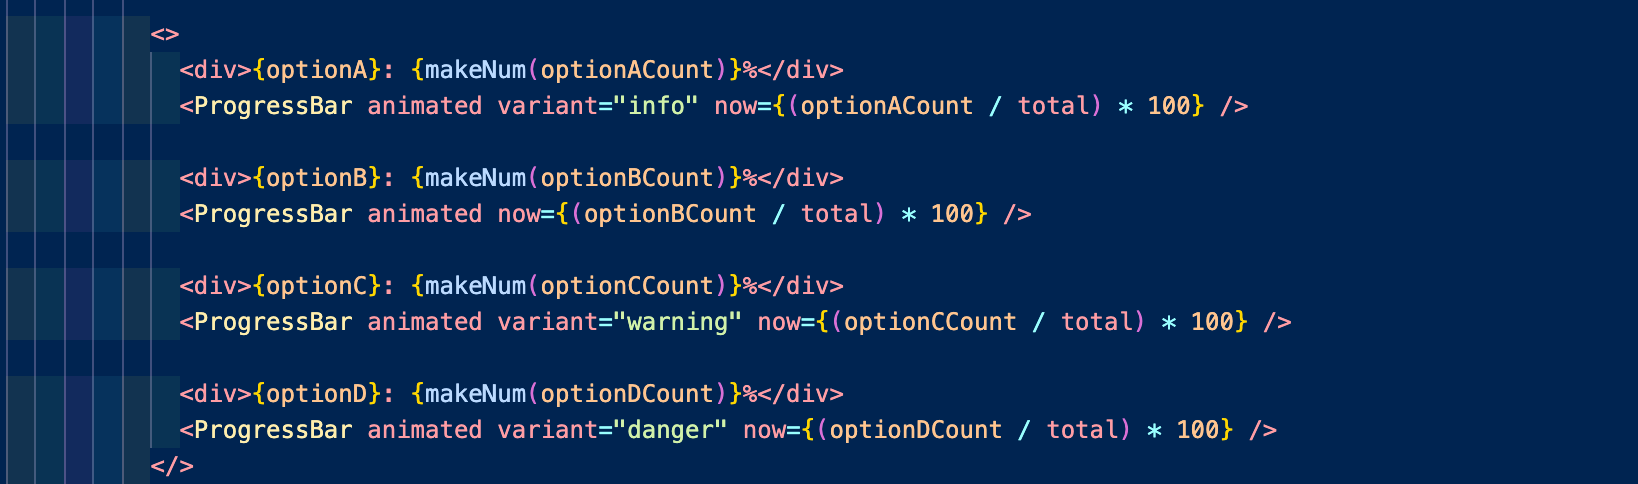 <>
<div>{optionA}: {makeNum(optionACount)}%</div>
<ProgressBar animated variant="info" now={(optionACount / total) * 100} />
<div>{optionB}: {makeNum(optionBCount)}%</div>
<ProgressBar animated now={(optionBCount / total) * 100} />
<div>{optionC}: {makeNum(optionCCount)}%</div>
<ProgressBar animated variant="warning" now={(optionCCount / total) * 100} />
<div>{optionD}: {makeNum(optionDCount)}%</div>
<ProgressBar animated variant="danger" now={(optionDCount / total) * 100} />
</>